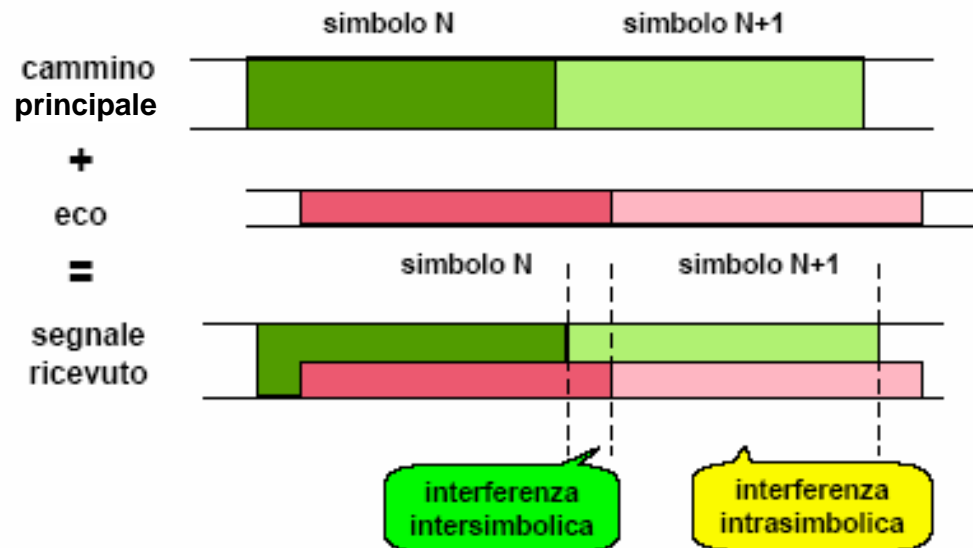 simbolo N simbolo N+1
cammino
principale
+
eco
=
simbolo N simbolo N+1
segnale
ricevuto
interferenza
intersimbolica
interferenza
intrasimbolica